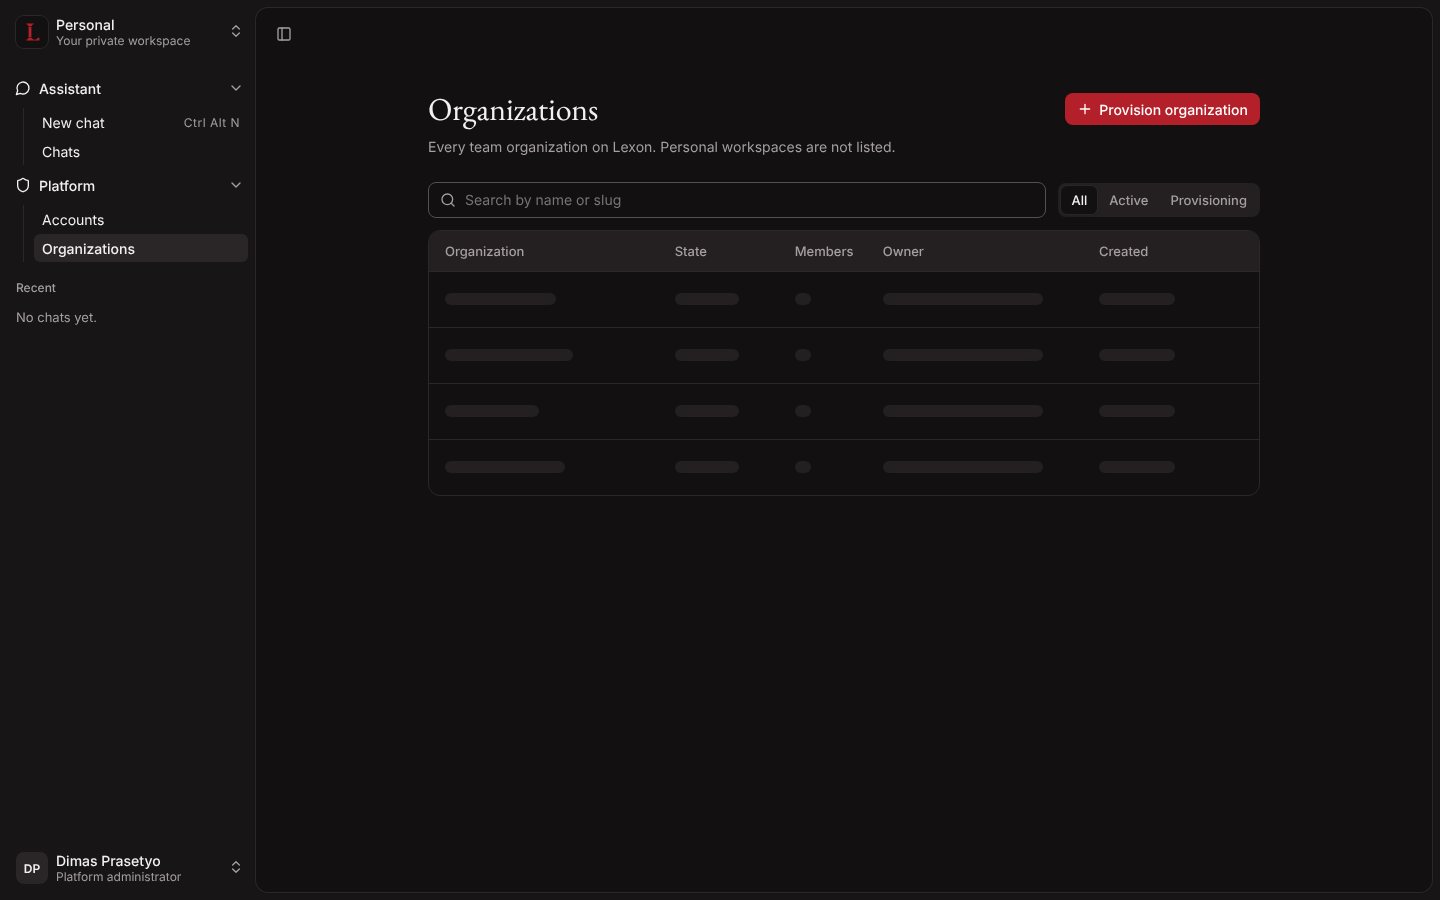 L
Personal
Your private workspace
Assistant
New chat Ctrl Alt N
Chats
Platform
Accounts
Organizations
Recent
No chats yet.
DP
Dimas Prasetyo
Platform administrator
Organizations
+ Provision organization
Every team organization on Lexon. Personal workspaces are not listed.
Search by name or slug
All Active Provisioning
Organization State Members Owner Created